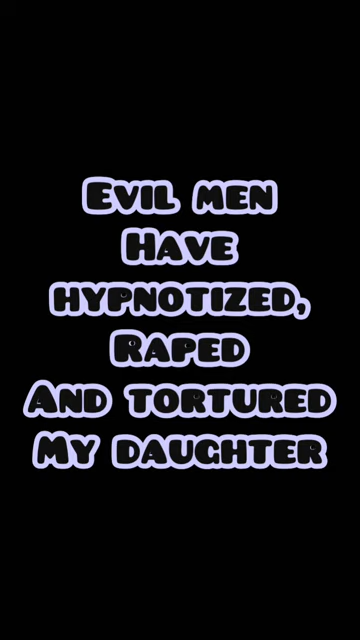 Evil men
Have
hypnotized,
Raped
And tortured
My daughter